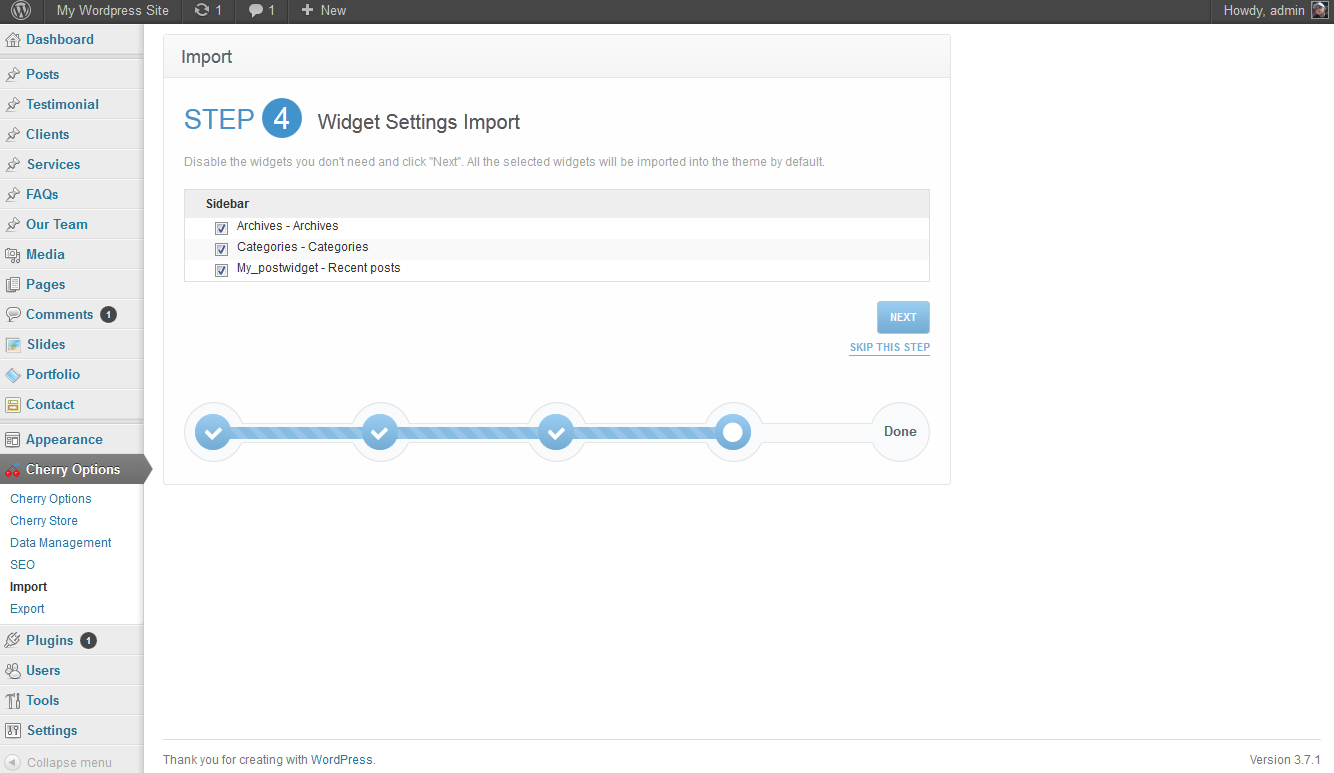 My Wordpress Site 1 1 New Howdy, admin
Dashboard
Posts
Testimonial
Clients
Services
FAQs
Our Team
Media
Pages
Comments 1
Slides
Portfolio
Contact
Appearance
Cherry Options
Cherry Options
Cherry Store
Data Management
SEO
Import
Export
Plugins 1
Users
Tools
Settings
Collapse menu
Import
STEP 4 Widget Settings Import
Disable the widgets you don't need and click "Next". All the selected widgets will be imported into the theme by default.
Sidebar
Archives - Archives
Categories - Categories
My_postwidget - Recent posts
NEXT
SKIP THIS STEP
Done
Thank you for creating with WordPress. Version 3.7.1